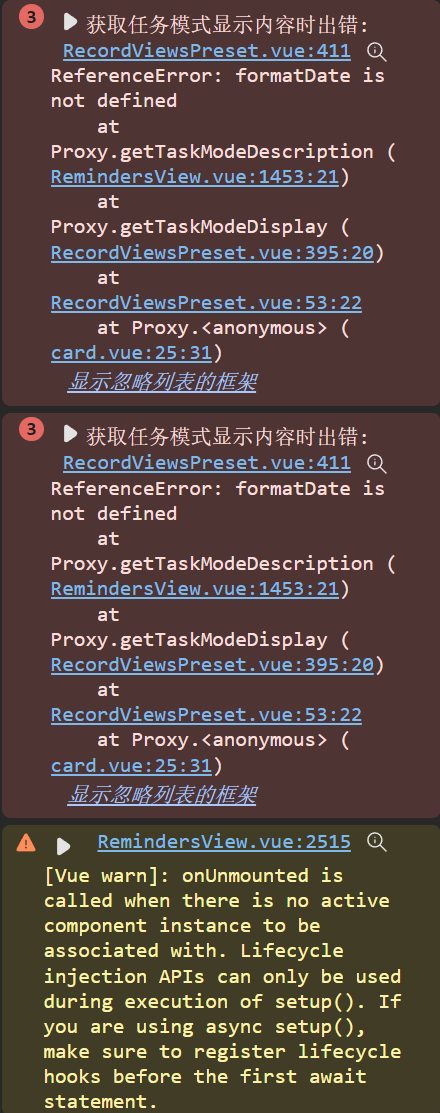 3
获取任务模式显示内容时出错:
RecordViewsPreset.vue:411
ReferenceError: formatDate is
not defined
at
Proxy.getTaskModeDescription (
RemindersView.vue:1453:21)
at
Proxy.getTaskModeDisplay (
RecordViewsPreset.vue:395:20)
at
RecordViewsPreset.vue:53:22
at Proxy.<anonymous> (
card.vue:25:31)
显示忽略列表的框架
3
获取任务模式显示内容时出错:
RecordViewsPreset.vue:411
ReferenceError: formatDate is
not defined
at
Proxy.getTaskModeDescription (
RemindersView.vue:1453:21)
at
Proxy.getTaskModeDisplay (
RecordViewsPreset.vue:395:20)
at
RecordViewsPreset.vue:53:22
at Proxy.<anonymous> (
card.vue:25:31)
显示忽略列表的框架
RemindersView.vue:2515
[Vue warn]: onUnmounted is
called when there is no active
component instance to be
associated with. Lifecycle
injection APIs can only be used
during execution of setup(). If
you are using async setup(),
make sure to register lifecycle
hooks before the first await
statement.